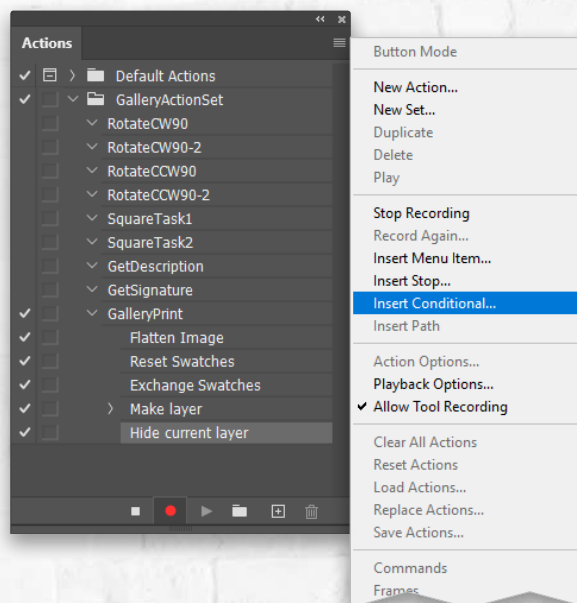 Actions
Default Actions
GalleryActionSet
RotateCW90
RotateCW90-2
RotateCCW90
RotateCCW90-2
SquareTask1
SquareTask2
GetDescription
GetSignature
GalleryPrint
Flatten Image
Reset Swatches
Exchange Swatches
Make layer
Hide current layer
Button Mode
New Action...
New Set...
Duplicate
Delete
Play
Stop Recording
Record Again...
Insert Menu Item...
Insert Stop...
Insert Conditional...
Insert Path
Action Options...
Playback Options...
Allow Tool Recording
Clear All Actions
Reset Actions
Load Actions...
Replace Actions...
Save Actions...
Commands
Frames